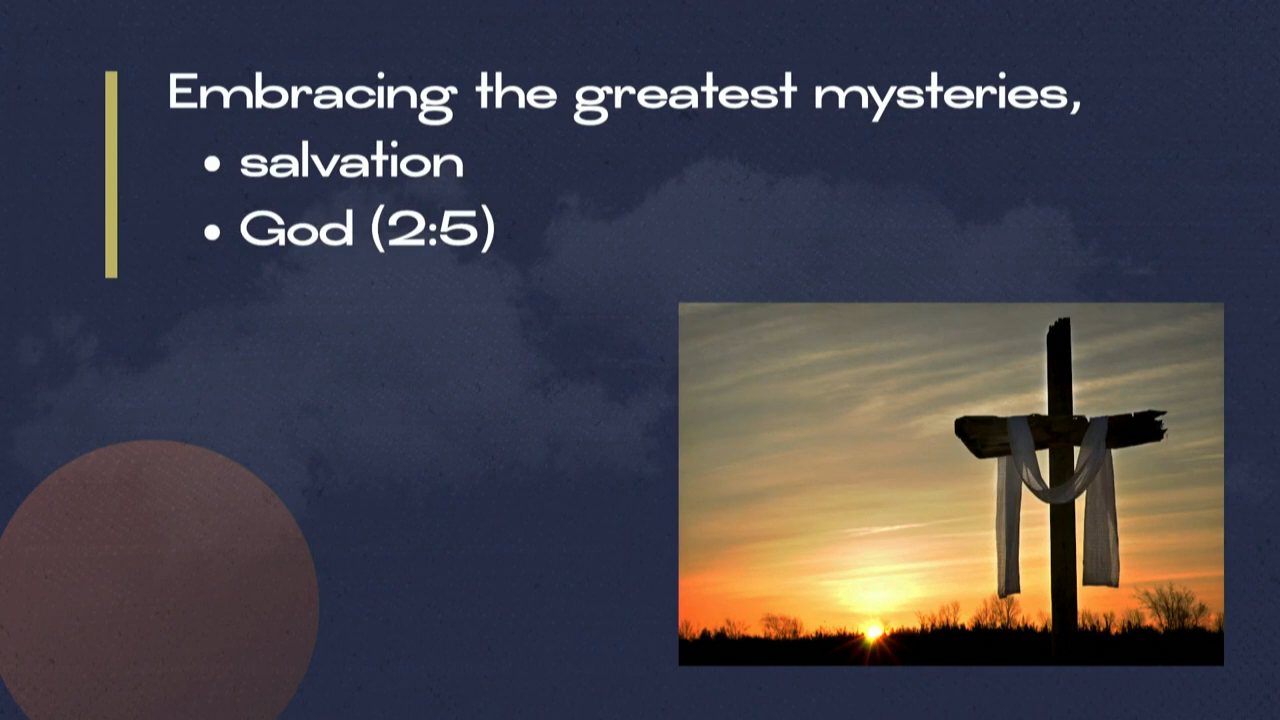 Embracing the greatest mysteries,
• salvation
• God (2:5)